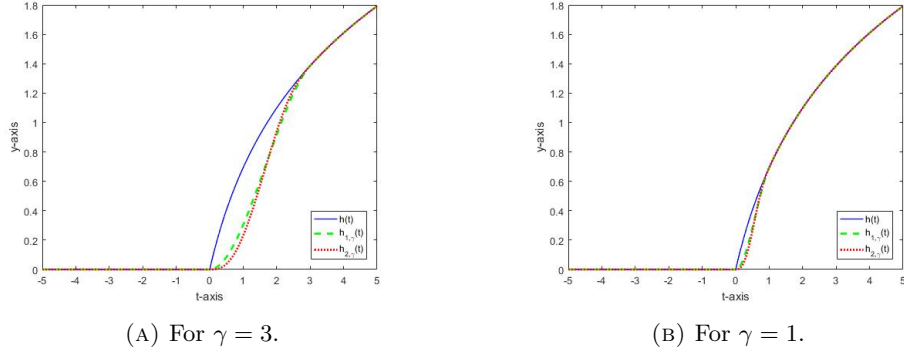 1.8
1.6
1.4
1.2
1
0.8
0.6
0.4
0.2
0
y-axis
-5 -4 -3 -2 -1 0 1 2 3 4 5
t-axis
h(t)
h1,γ(t)
h2,γ(t)
(A) For γ = 3.
1.8
1.6
1.4
1.2
1
0.8
0.6
0.4
0.2
0
y-axis
-5 -4 -3 -2 -1 0 1 2 3 4 5
t-axis
h(t)
h1,γ(t)
h2,γ(t)
(B) For γ = 1.